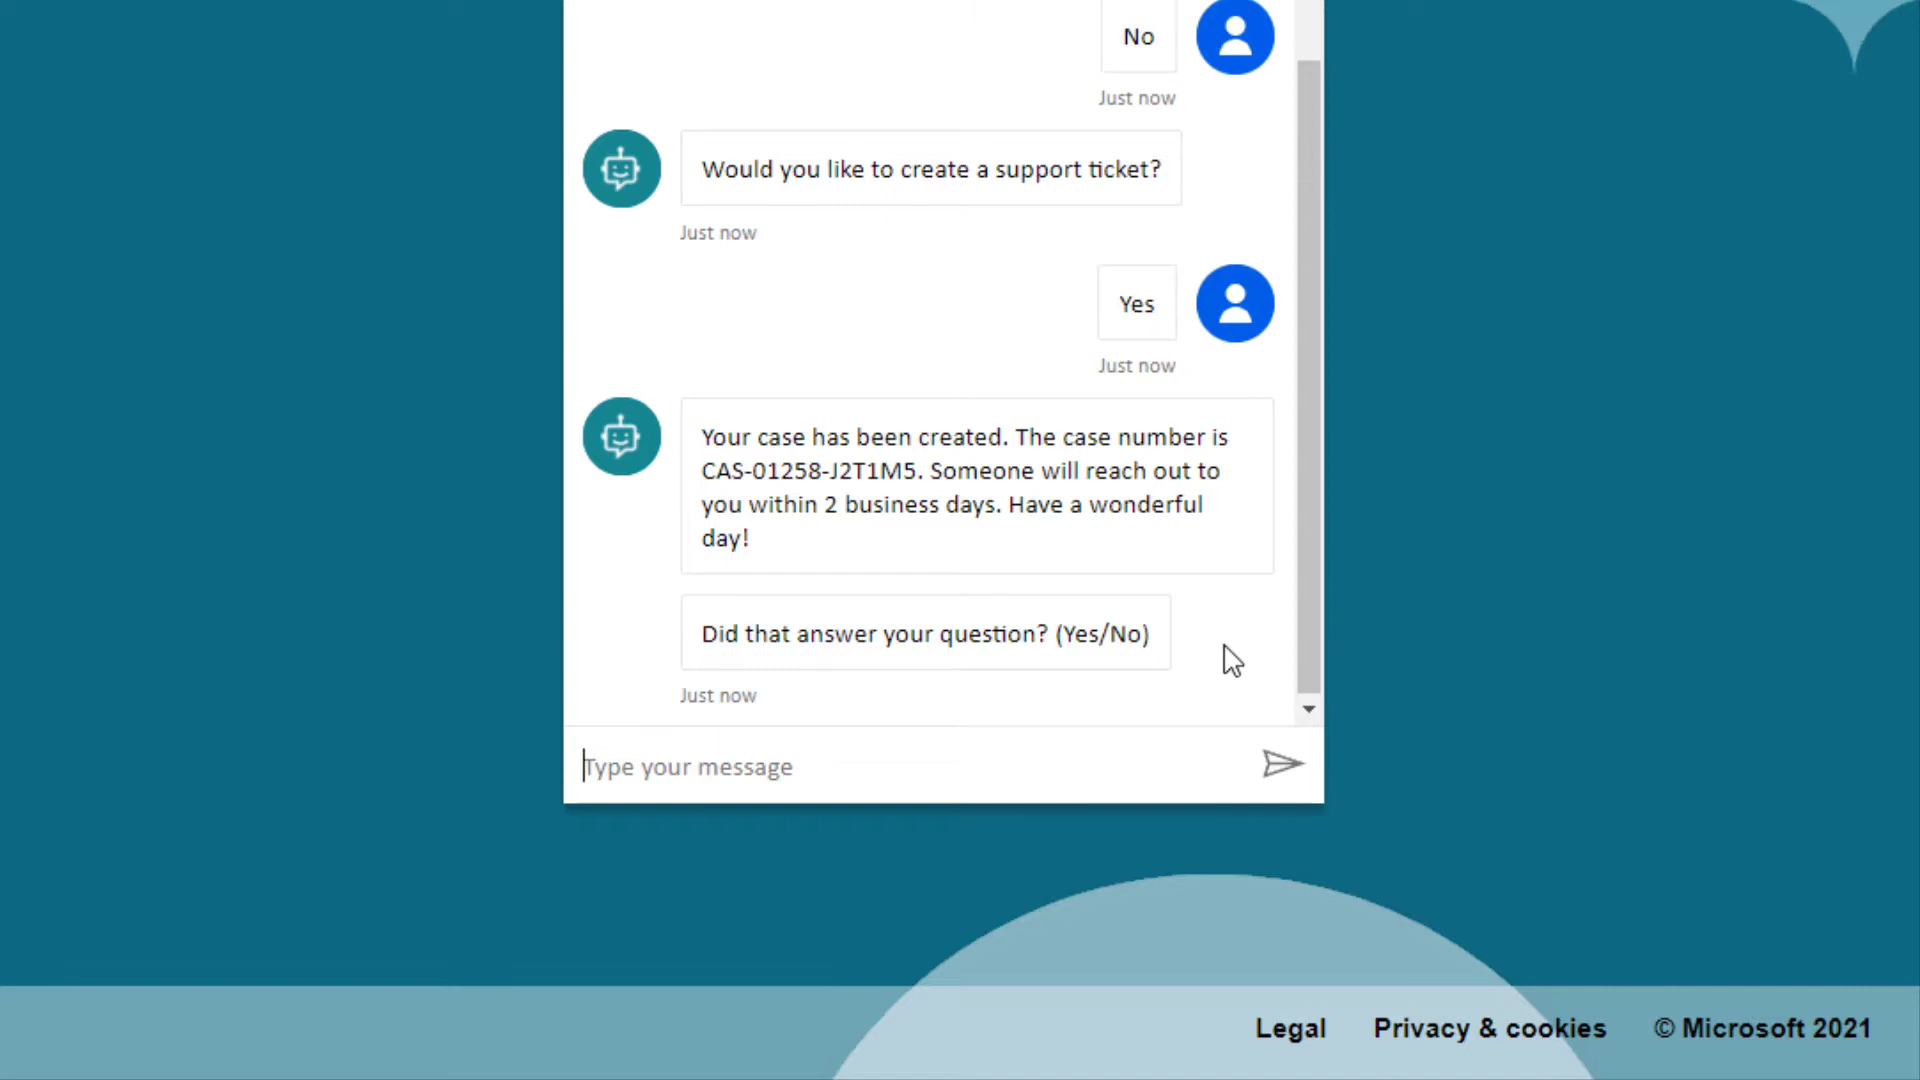 No
Just now
Would you like to create a support ticket?
Just now
Yes
Just now
Your case has been created. The case number is
CAS-01258-J2T1M5. Someone will reach out to
you within 2 business days. Have a wonderful
day!
Did that answer your question? (Yes/No)
Just now
Type your message
Legal Privacy & cookies © Microsoft 2021